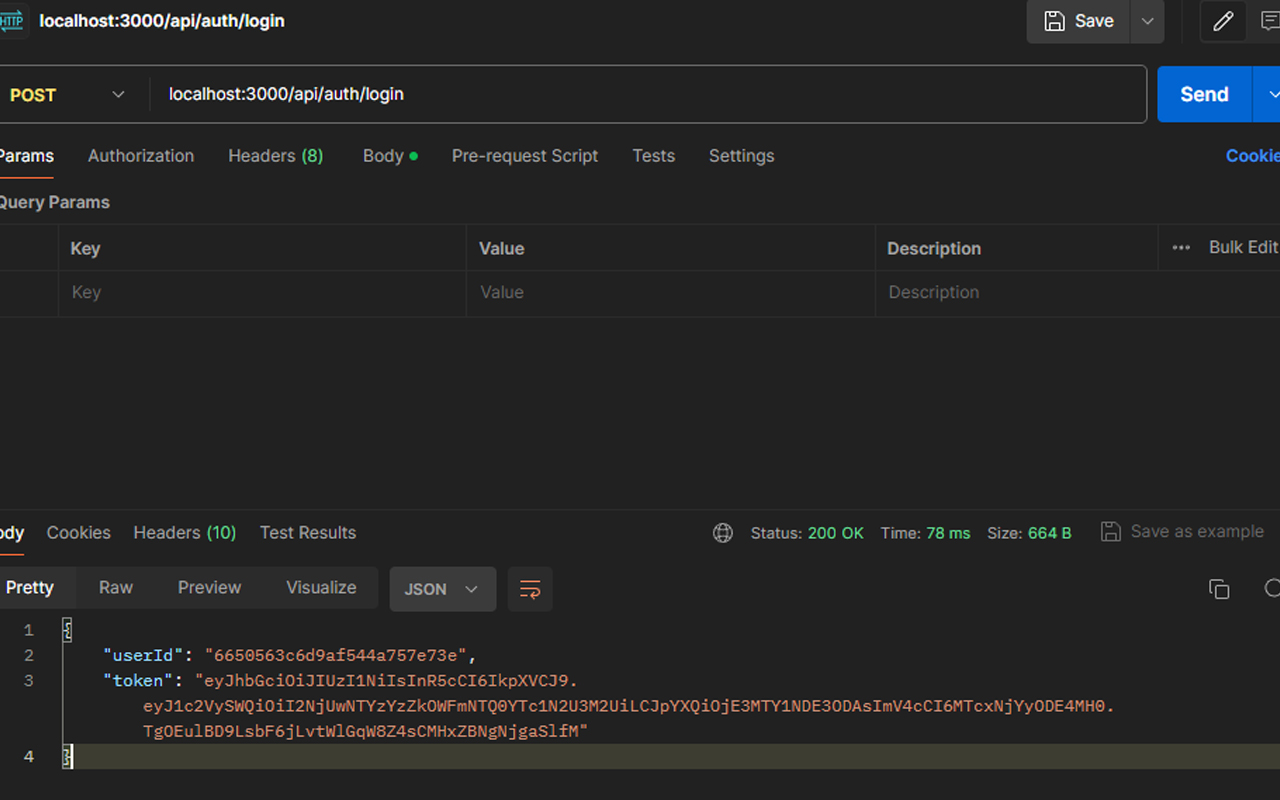 HTTP localhost:3000/api/auth/login Save
POST localhost:3000/api/auth/login Send
Params Authorization Headers (8) Body Pre-request Script Tests Settings Cookie
Query Params
Key Value Description Bulk Edit
Key Value Description
ody Cookies Headers (10) Test Results Status: 200 OK Time: 78 ms Size: 664 B Save as example
Pretty Raw Preview Visualize JSON
1 {
2 "userId": "6650563c6d9af544a757e73e",
3 "token": "eyJhbGciOiJIUzI1NiIsInR5cCI6IkpXVCJ9.
eyJ1c2VySWQiOiI2NjUwNTYzYzZkOWFmNTQ0YTc1N2U3M2UiLCJpYXQiOjE3MTY1NDE3ODAsImV4cCI6MTcxNjYyODE4MH0.
TgOEulBD9LsbF6jLvtWlGqW8Z4sCMHxZBNgNjgaSlfM"
4 }